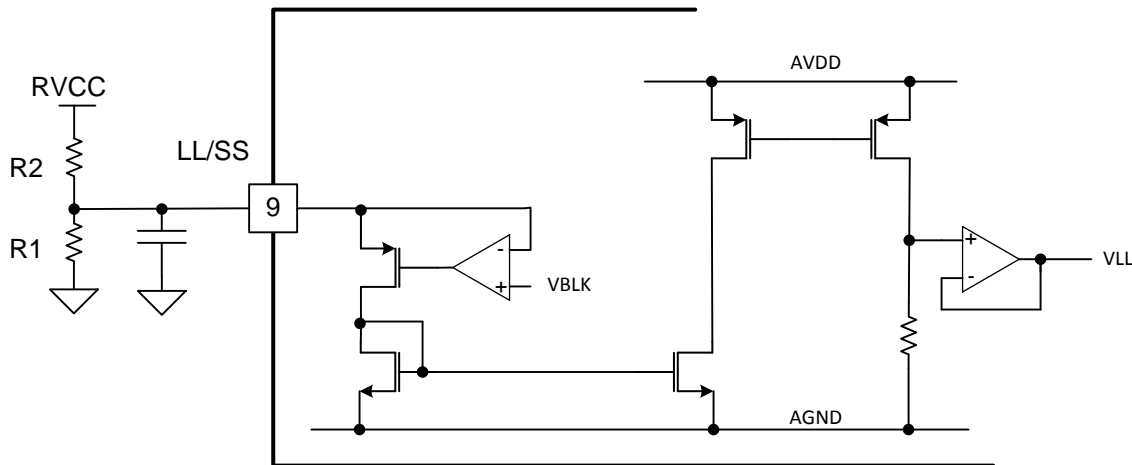 AVDD
RVCC
R2
LL/SS
9
R1
-
+
VBLK
+
-
VLL
AGND